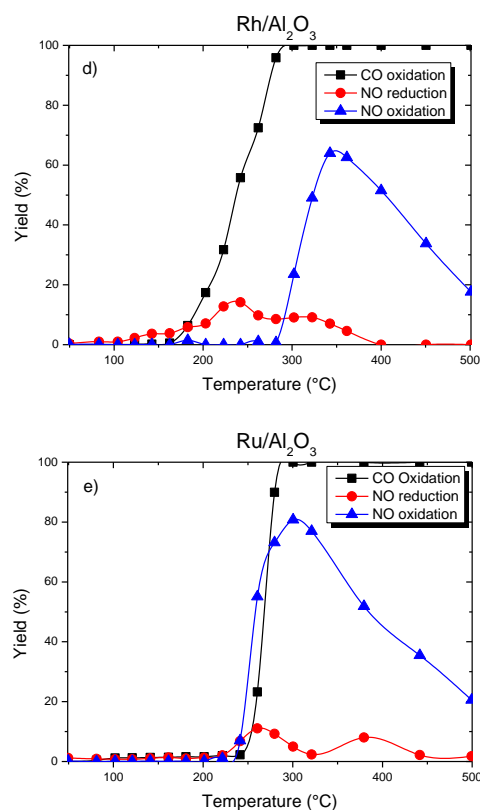 Rh/Al₂O₃
d)
CO oxidation
NO reduction
NO oxidation
Yield (%)
100
80
60
40
20
0
100 200 300 400 500
Temperature (°C)
Ru/Al₂O₃
e)
CO Oxidation
NO reduction
NO oxidation
Yield (%)
100
80
60
40
20
0
100 200 300 400 500
Temperature (°C)